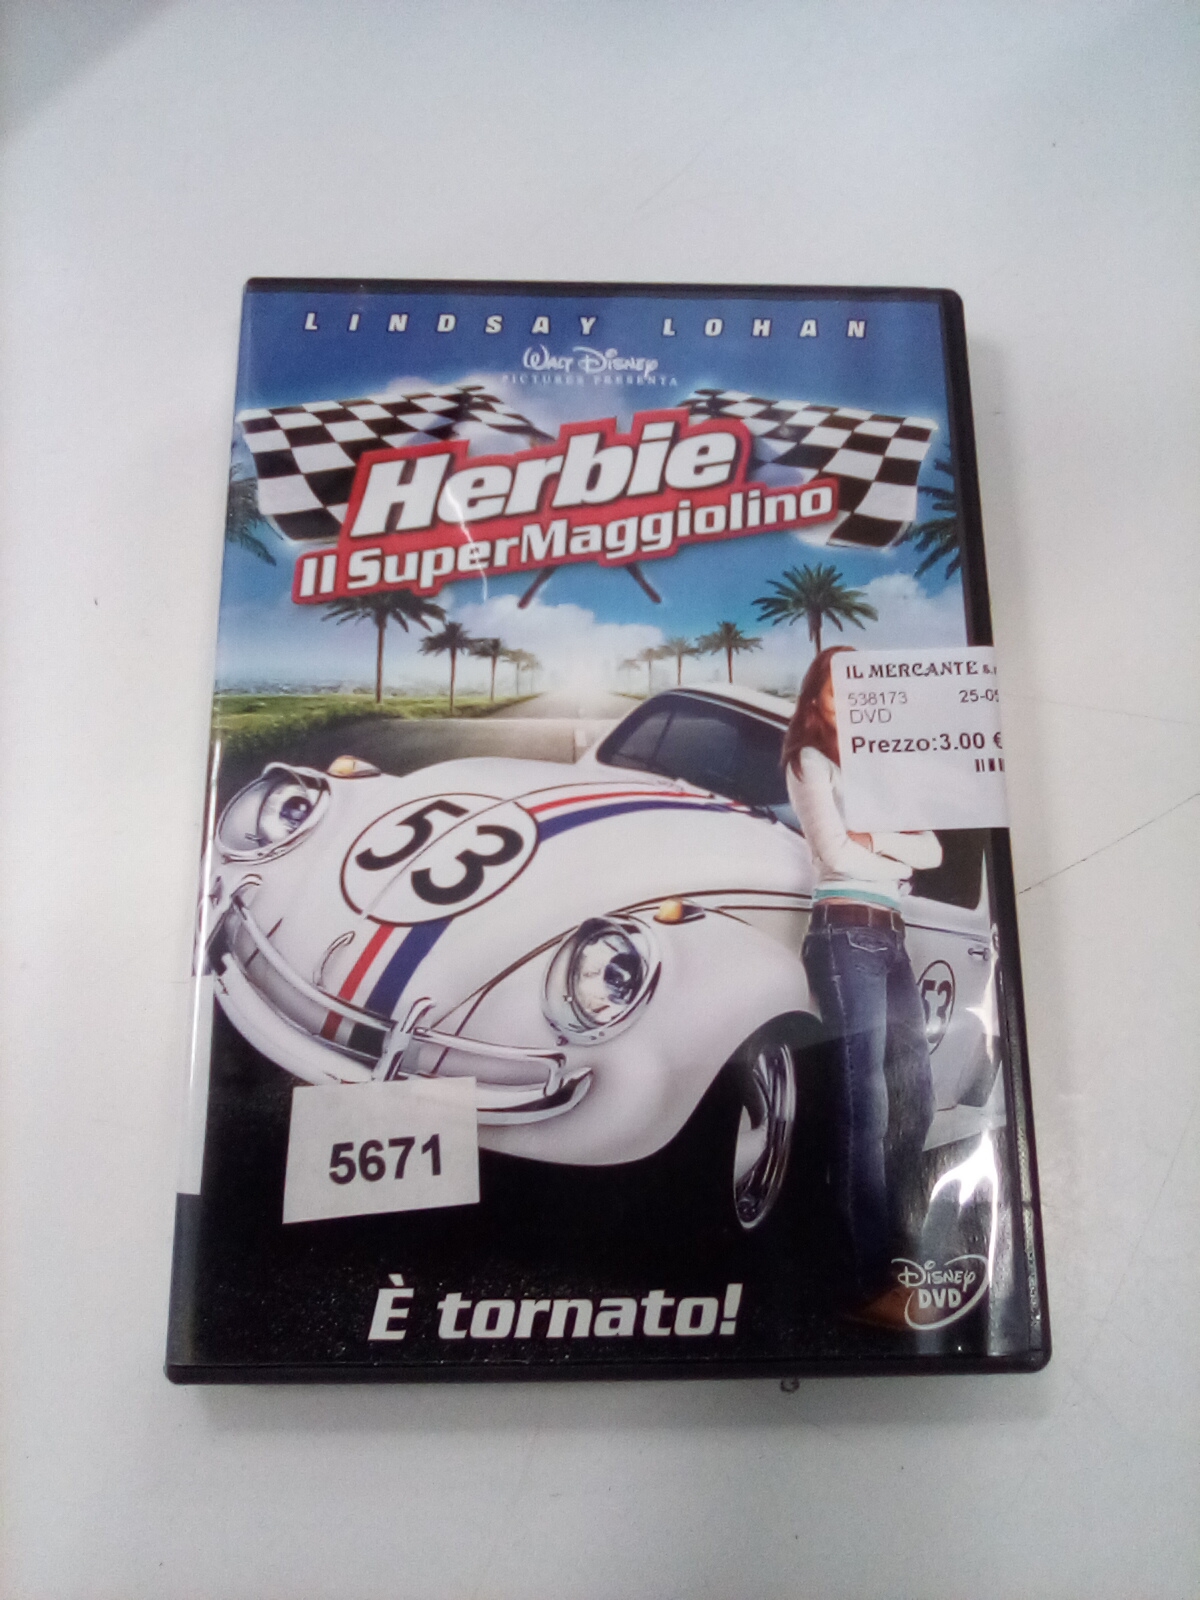 LINDSAY LOHAN
WALT DISNEY
PICTURES PRESENTA
Herbie
Il SuperMaggiolino
IL MERCANTE
538173
DVD
Prezzo:3.00 €
53
53
5671
È tornato!
DISNEY
DVD